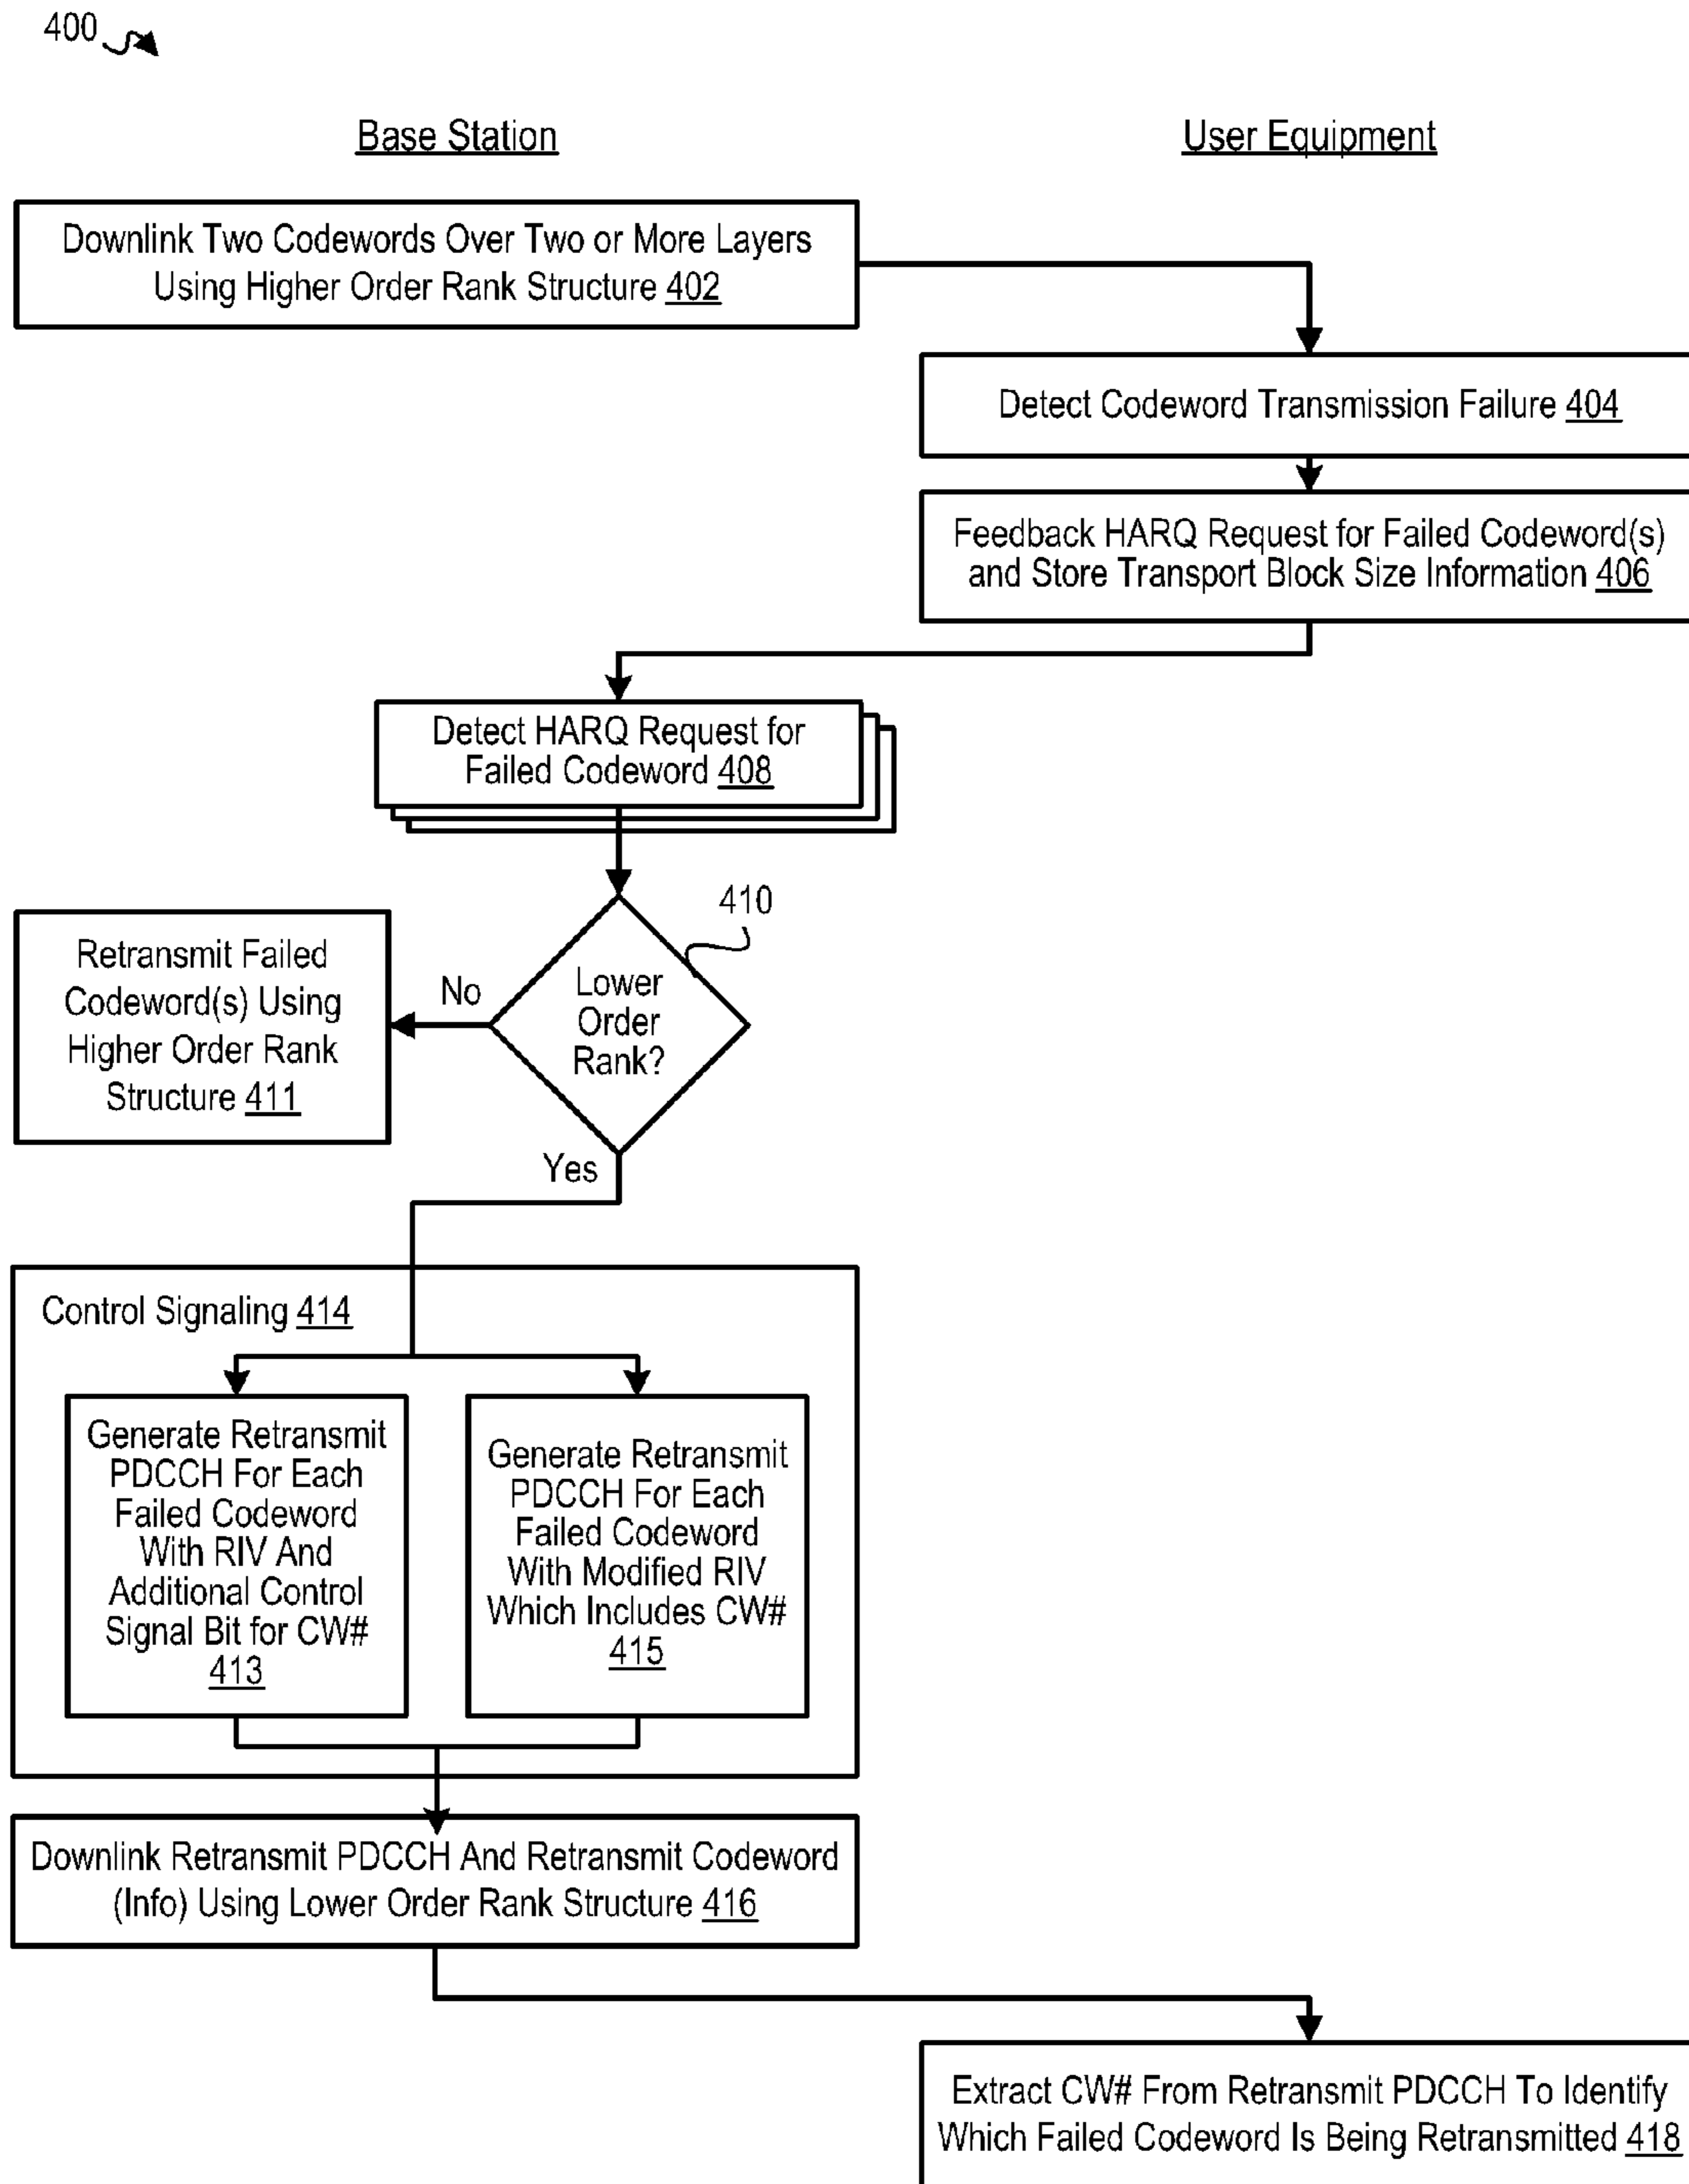 400
Base Station
User Equipment
Downlink Two Codewords Over Two or More Layers
Using Higher Order Rank Structure 402
Detect Codeword Transmission Failure 404
Feedback HARQ Request for Failed Codeword(s)
and Store Transport Block Size Information 406
Detect HARQ Request for
Failed Codeword 408
410
Lower
Order
Rank?
No
Retransmit Failed
Codeword(s) Using
Higher Order Rank
Structure 411
Yes
Control Signaling 414
Generate Retransmit
PDCCH For Each
Failed Codeword
With RIV And
Additional Control
Signal Bit for CW#
413
Generate Retransmit
PDCCH For Each
Failed Codeword
With Modified RIV
Which Includes CW#
415
Downlink Retransmit PDCCH And Retransmit Codeword
(Info) Using Lower Order Rank Structure 416
Extract CW# From Retransmit PDCCH To Identify
Which Failed Codeword Is Being Retransmitted 418